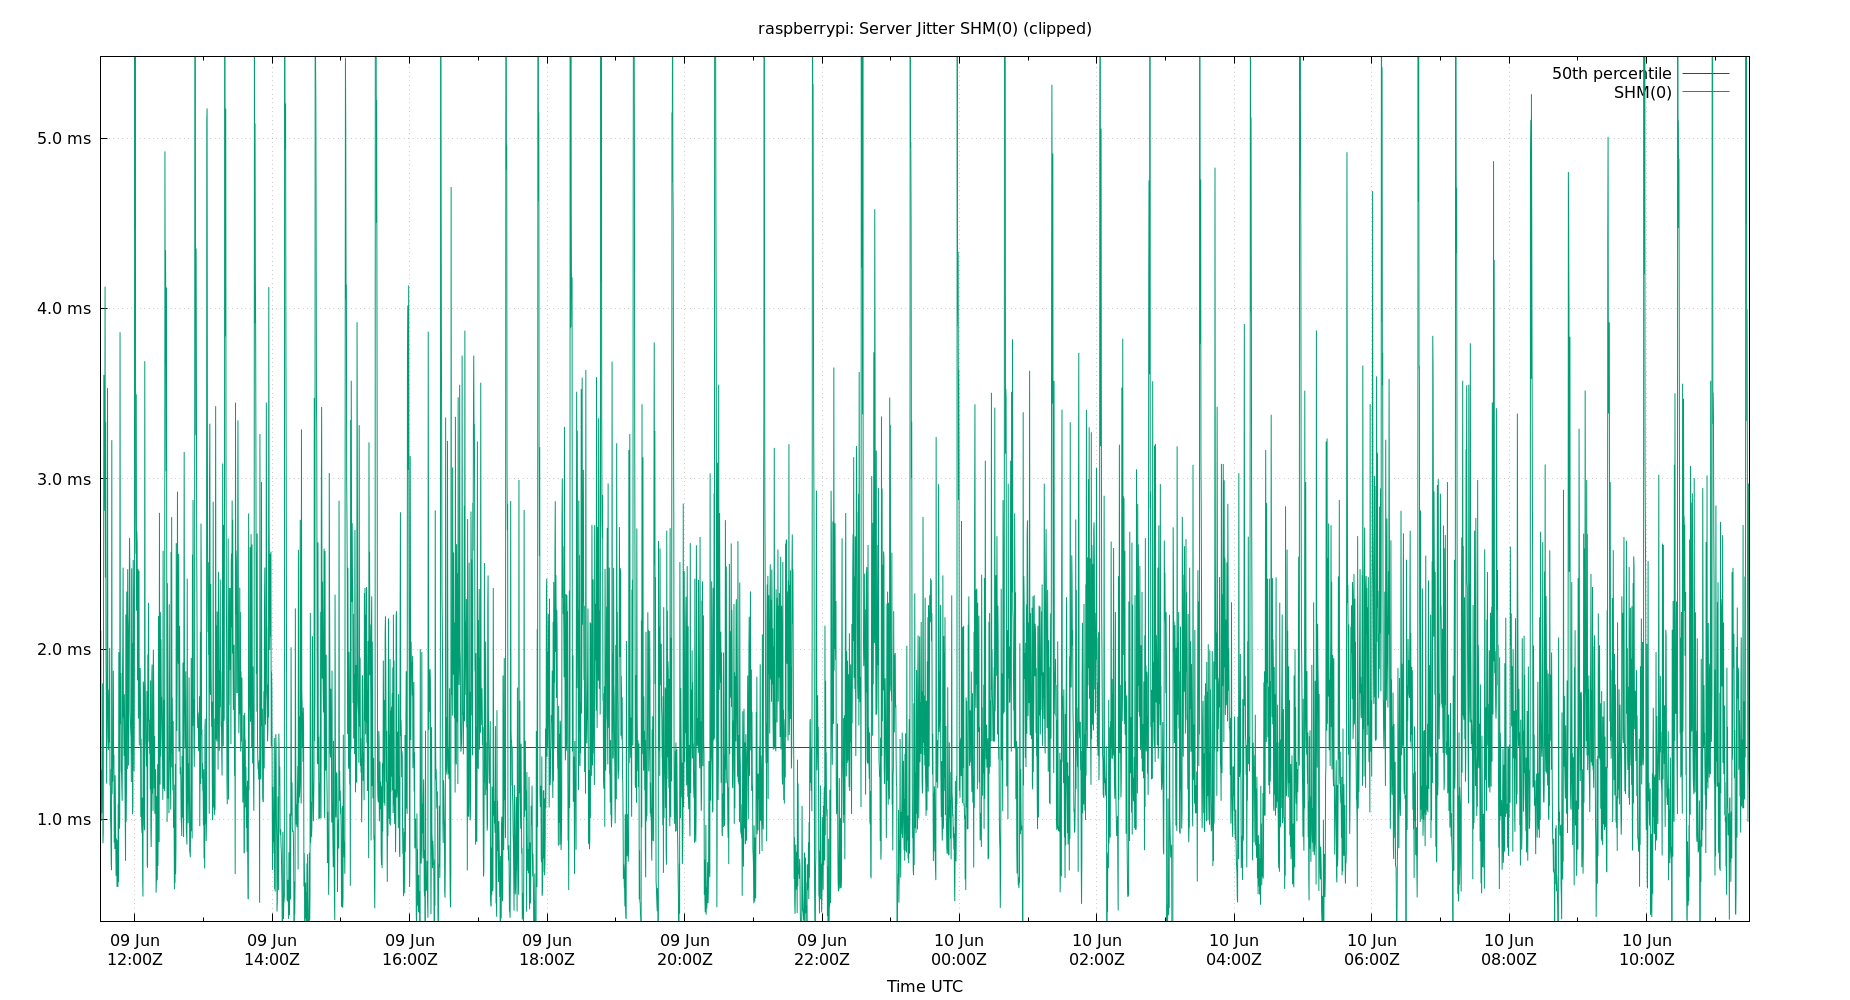 raspberrypi: Server Jitter SHM(0) (clipped)
50th percentile
SHM(0)
5.0 ms
4.0 ms
3.0 ms
2.0 ms
1.0 ms
09 Jun 09 Jun 09 Jun 09 Jun 09 Jun 09 Jun 10 Jun 10 Jun 10 Jun 10 Jun 10 Jun 10 Jun
12:00Z 14:00Z 16:00Z 18:00Z 20:00Z 22:00Z 00:00Z 02:00Z 04:00Z 06:00Z 08:00Z 10:00Z
Time UTC